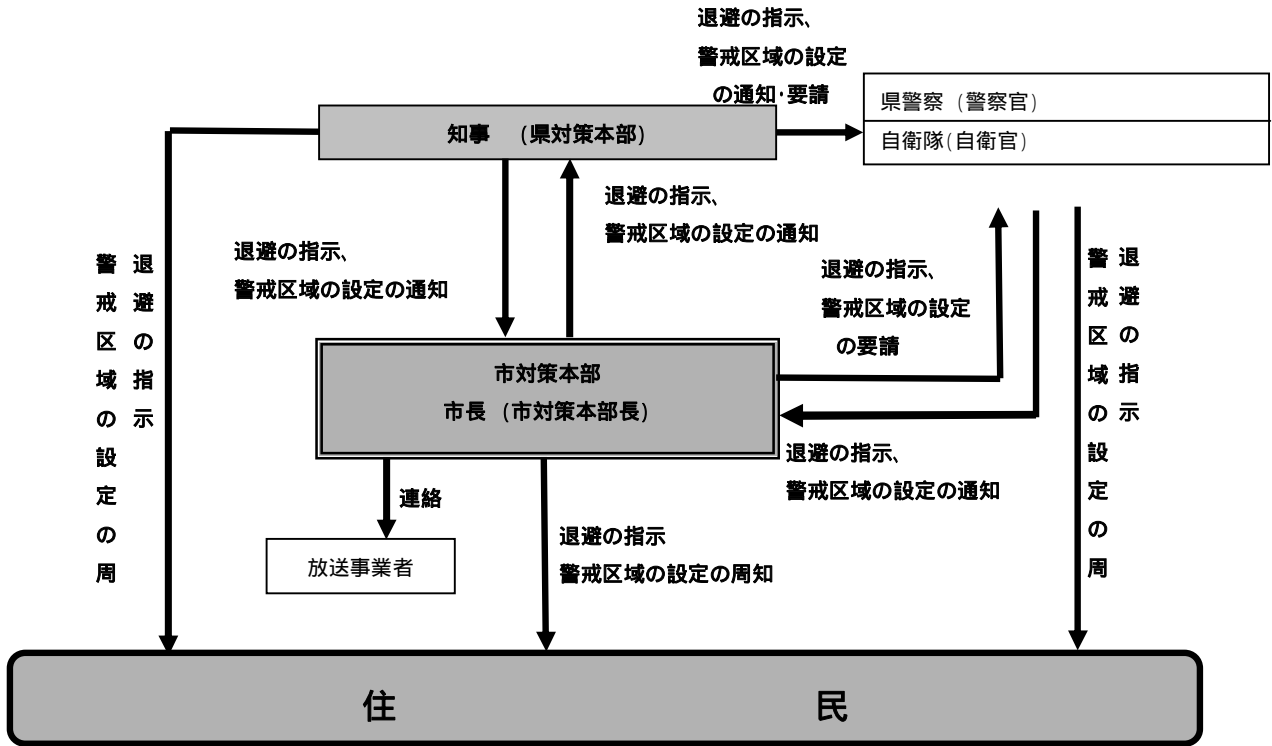 退避の指示、
警戒区域の設定
の通知・要請
県警察（警察官）
自衛隊(自衛官)
知事　（県対策本部）
退避の指示、
警戒区域の設定の通知
退避の指示、
警戒区域の設定の通知
退避の指示、
警戒区域の設定
の要請
退避の指示
警戒区域の設定の周
退避の指示
警戒区域の設定の周
市対策本部
市長（市対策本部長）
退避の指示、
警戒区域の設定の通知
連絡
放送事業者
退避の指示
警戒区域の設定の周知
住　民